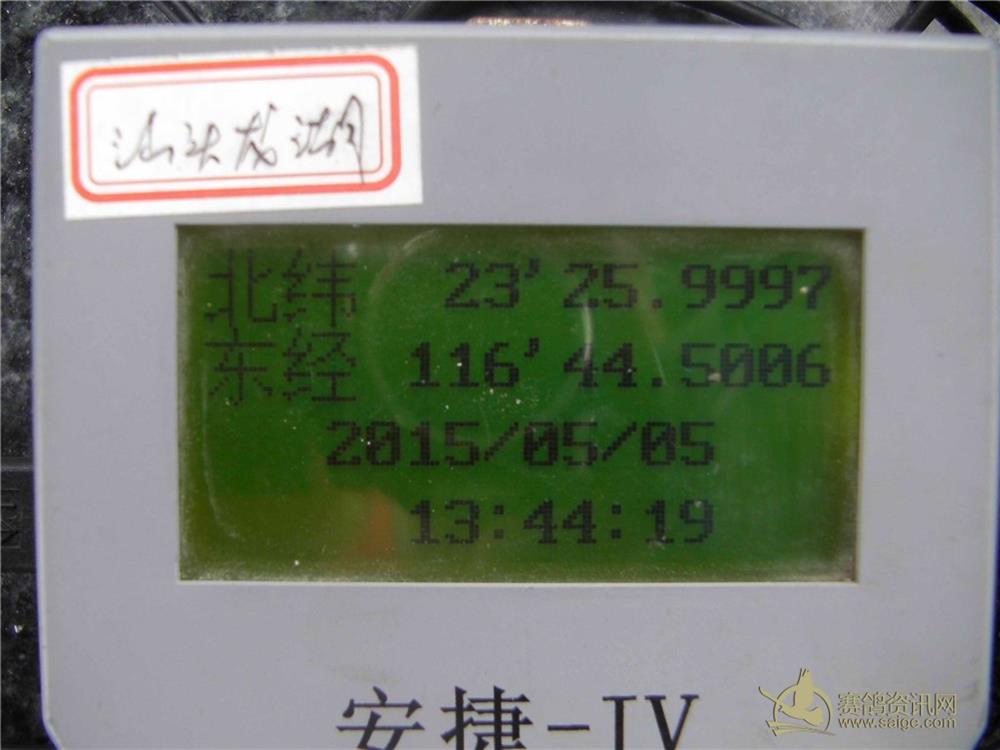 汕头龙湖
北纬 23'25.9997
东经 116'44.5006
2015/05/05
13:44:19
安捷-IV
赛鸽资讯网
www.saigc.com